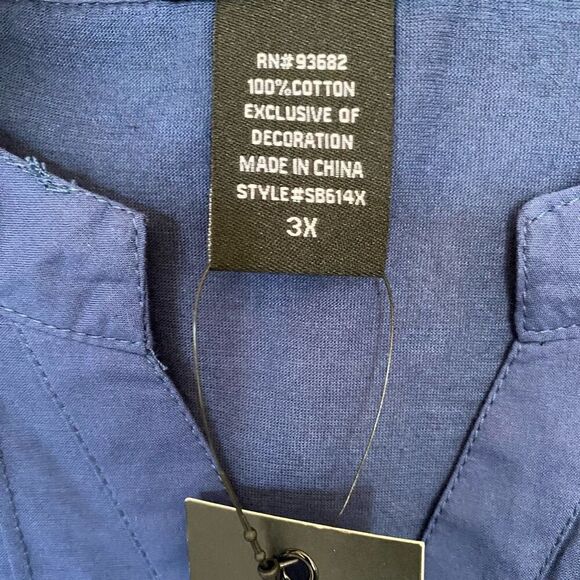 RN# 93682
100%COTTON
EXCLUSIVE OF
DECORATION
MADE IN CHINA
STYLE#SB614X
3X